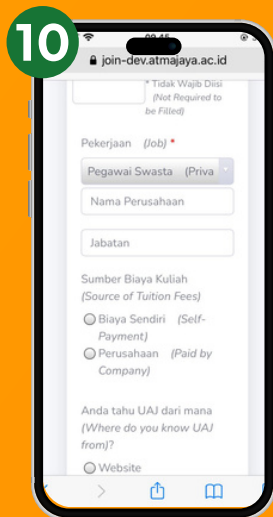 10
join-dev.atmajaya.ac.id
* Tidak Wajib Diisi
(Not Required to
be Filled)
Pekerjaan (Job) *
Pegawai Swasta (Priva
Nama Perusahaan
Jabatan
Sumber Biaya Kuliah
(Source of Tuition Fees)
Biaya Sendiri (Self-
Payment)
Perusahaan (Paid by
Company)
Anda tahu UAJ dari mana
(Where do you know UAJ
from)?
Website